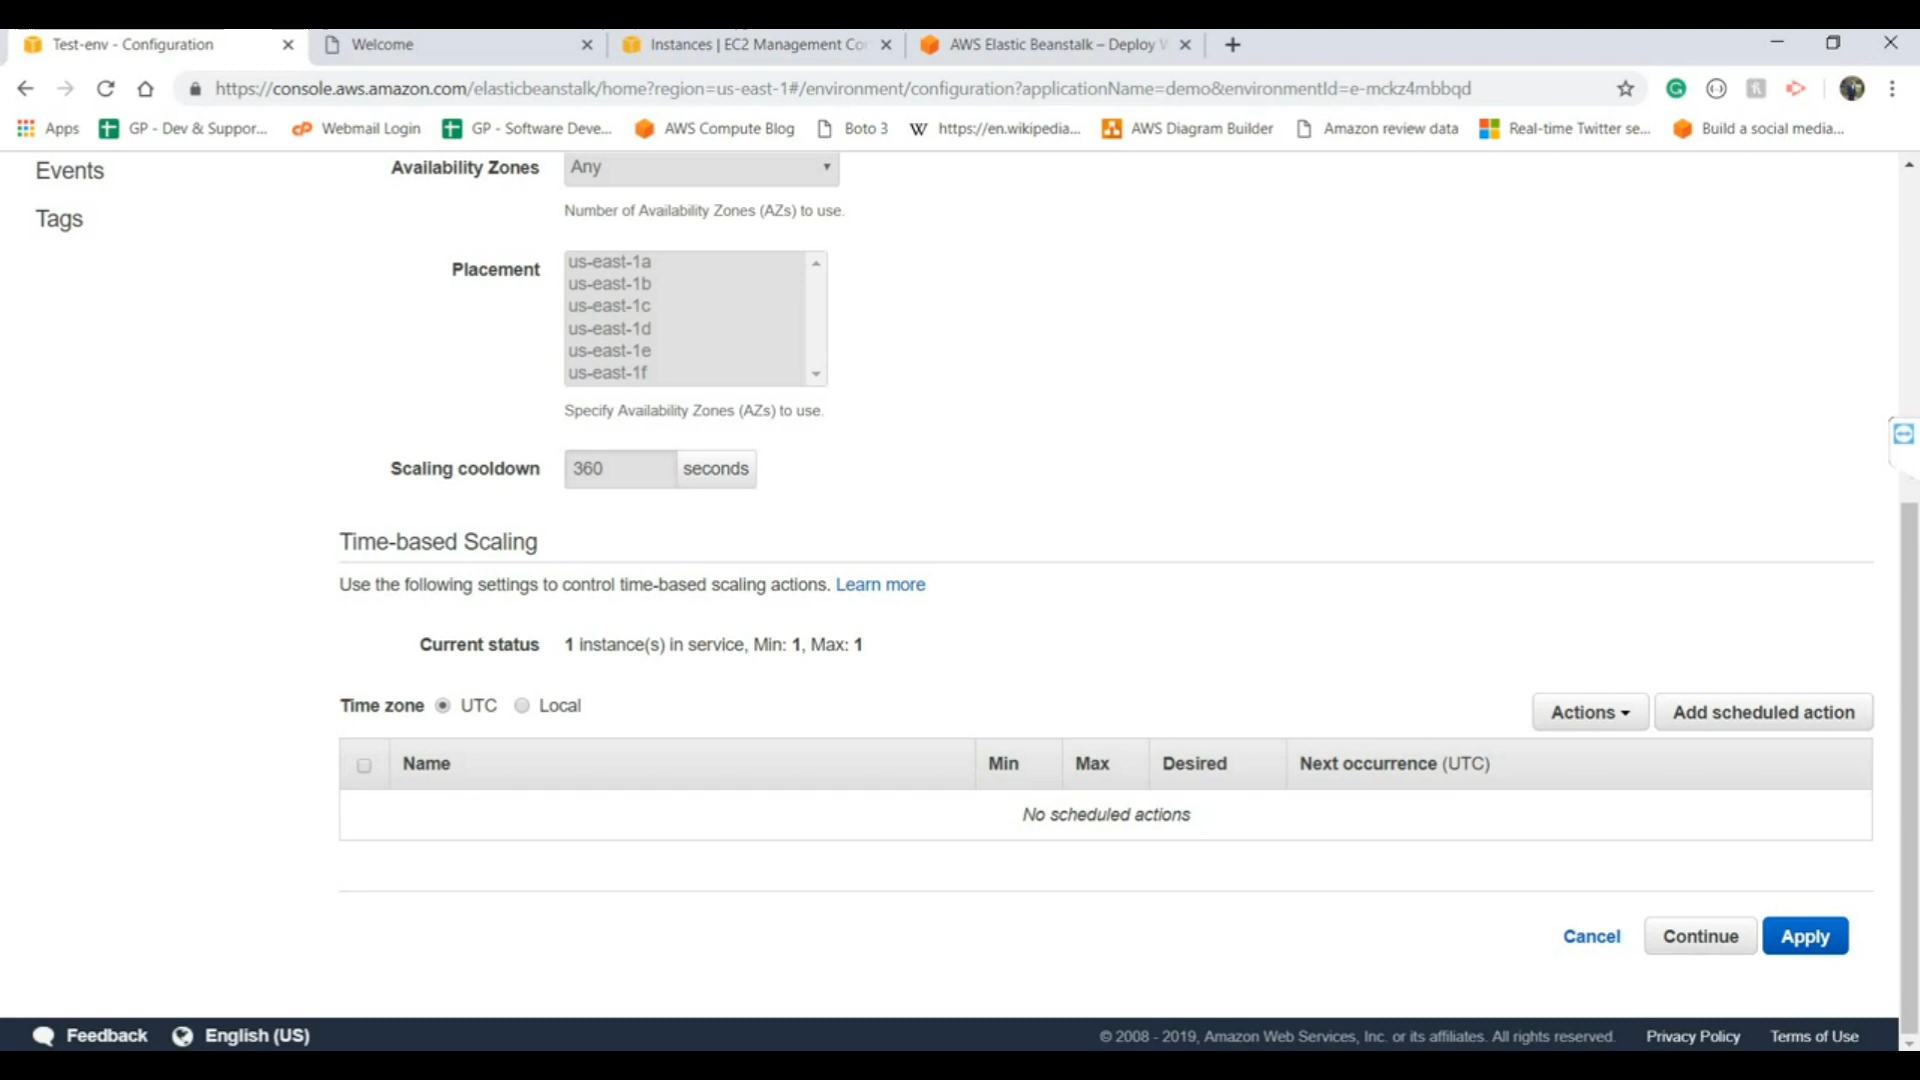 Test-env - Configuration
Welcome
Instances | EC2 Management Co
AWS Elastic Beanstalk – Deploy W
https://console.aws.amazon.com/elasticbeanstalk/home?region=us-east-1#/environment/configuration?applicationName=demo&environmentId=e-mckz4mbbqd
Apps
GP - Dev & Suppor...
Webmail Login
GP - Software Deve...
AWS Compute Blog
Boto 3
https://en.wikipedia...
AWS Diagram Builder
Amazon review data
Real-time Twitter se...
Build a social media...
Events
Tags
Availability Zones
Any
Number of Availability Zones (AZs) to use.
Placement
us-east-1a
us-east-1b
us-east-1c
us-east-1d
us-east-1e
us-east-1f
Specify Availability Zones (AZs) to use.
Scaling cooldown
360 seconds
Time-based Scaling
Use the following settings to control time-based scaling actions. Learn more
Current status 1 instance(s) in service, Min: 1, Max: 1
Time zone UTC Local
Actions
Add scheduled action
Name Min Max Desired Next occurrence (UTC)
No scheduled actions
Cancel Continue Apply
Feedback English (US)
© 2008 - 2019, Amazon Web Services, Inc. or its affiliates. All rights reserved. Privacy Policy Terms of Use